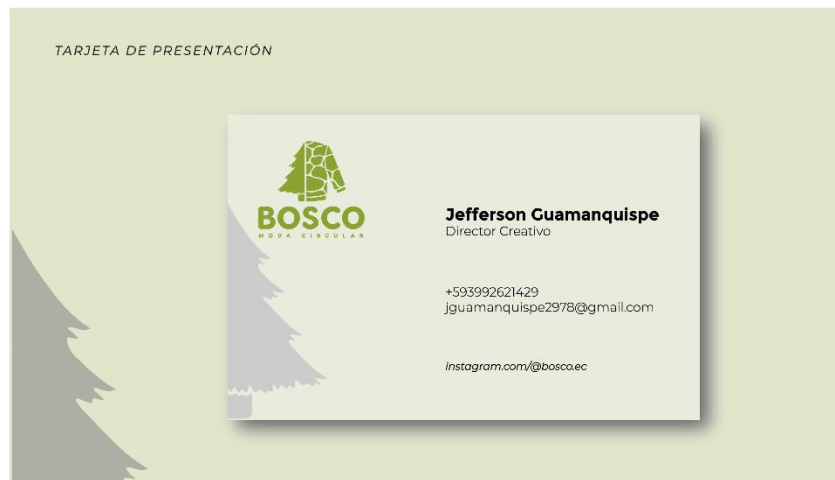 TARJETA DE PRESENTACIÓN
BOSCO
MODA CIRCULAR
Jefferson Guamanquispe
Director Creativo
+593992621429
jguamanquispe2978@gmail.com
instagram.com/@bosco.ec